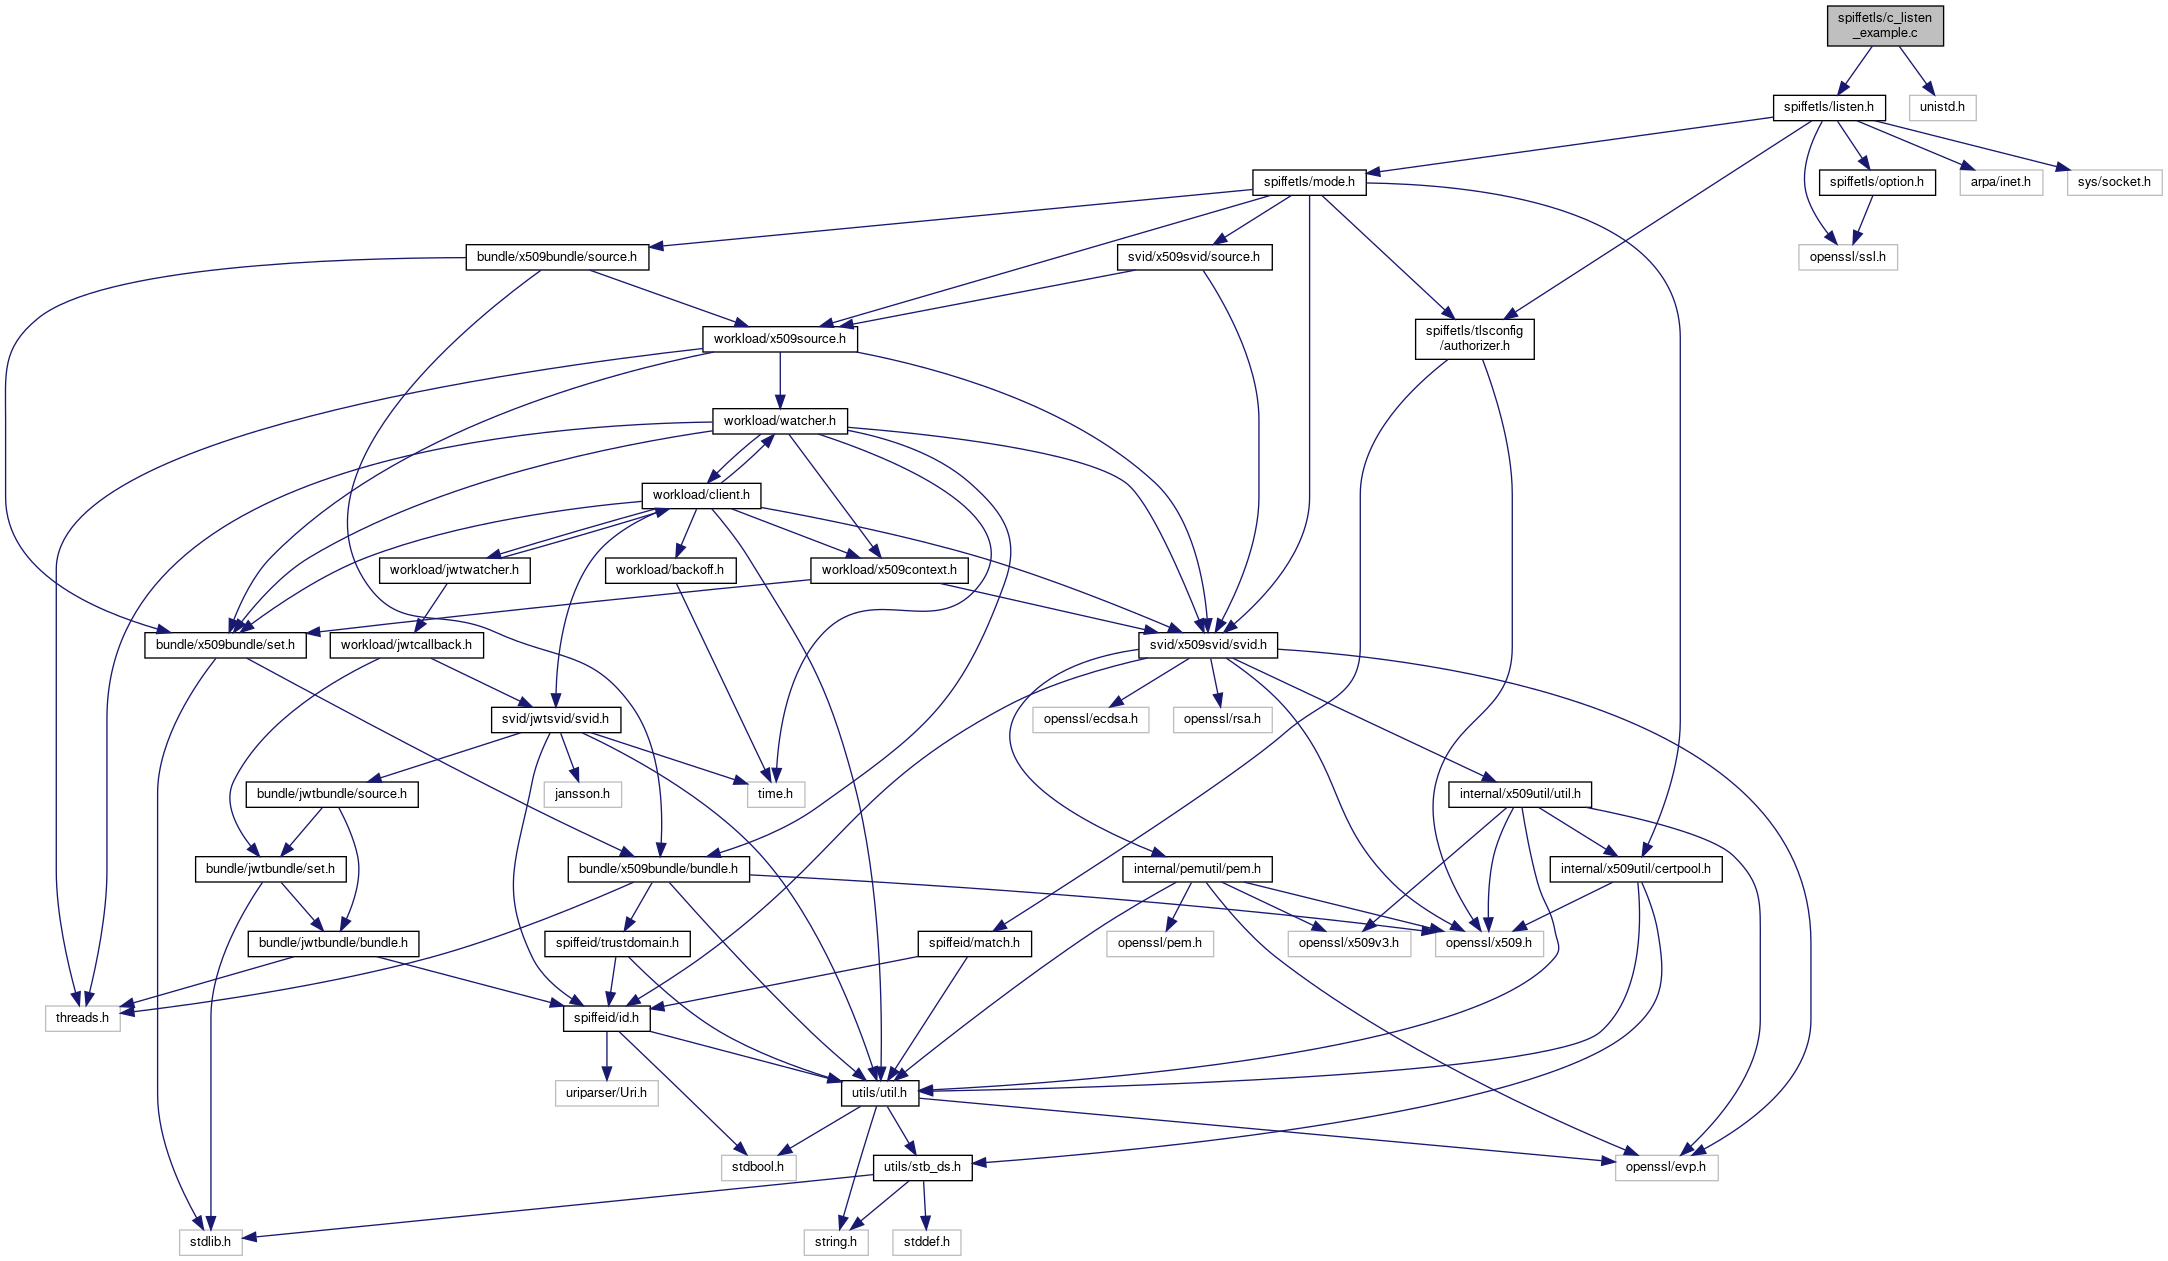 spiffetls/c_listen
_example.c
spiffetls/listen.h
unistd.h
spiffetls/mode.h
spiffetls/option.h
arpa/inet.h
sys/socket.h
bundle/x509bundle/source.h
svid/x509svid/source.h
openssl/ssl.h
workload/x509source.h
spiffetls/tlsconfig
/authorizer.h
workload/watcher.h
workload/client.h
workload/jwtwatcher.h
workload/backoff.h
workload/x509context.h
bundle/x509bundle/set.h
workload/jwtcallback.h
svid/x509svid/svid.h
svid/jwtsvid/svid.h
openssl/ecdsa.h
openssl/rsa.h
bundle/jwtbundle/source.h
jansson.h
time.h
internal/x509util/util.h
bundle/jwtbundle/set.h
bundle/x509bundle/bundle.h
internal/pemutil/pem.h
internal/x509util/certpool.h
bundle/jwtbundle/bundle.h
spiffeid/trustdomain.h
spiffeid/match.h
openssl/pem.h
openssl/x509v3.h
openssl/x509.h
threads.h
spiffeid/id.h
uriparser/Uri.h
utils/util.h
stdbool.h
utils/stb_ds.h
openssl/evp.h
stdlib.h
string.h
stddef.h